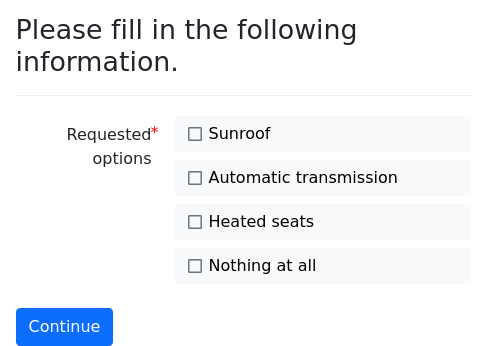 Please fill in the following
information.
Requested*
options
Sunroof
Automatic transmission
Heated seats
Nothing at all
Continue